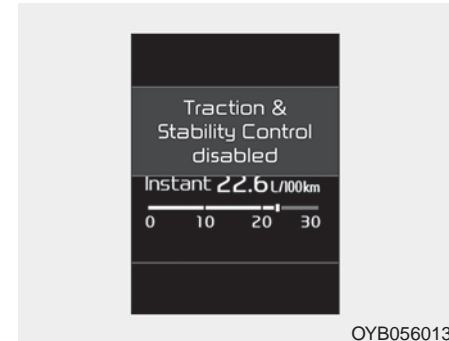 Traction &
Stability Control
disabled
Instant 22.6 L/100km
0 10 20 30
OYB056013